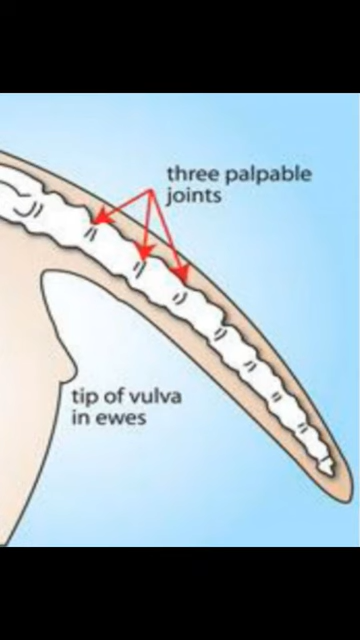 three palpable
joints
tip of vulva
in ewes